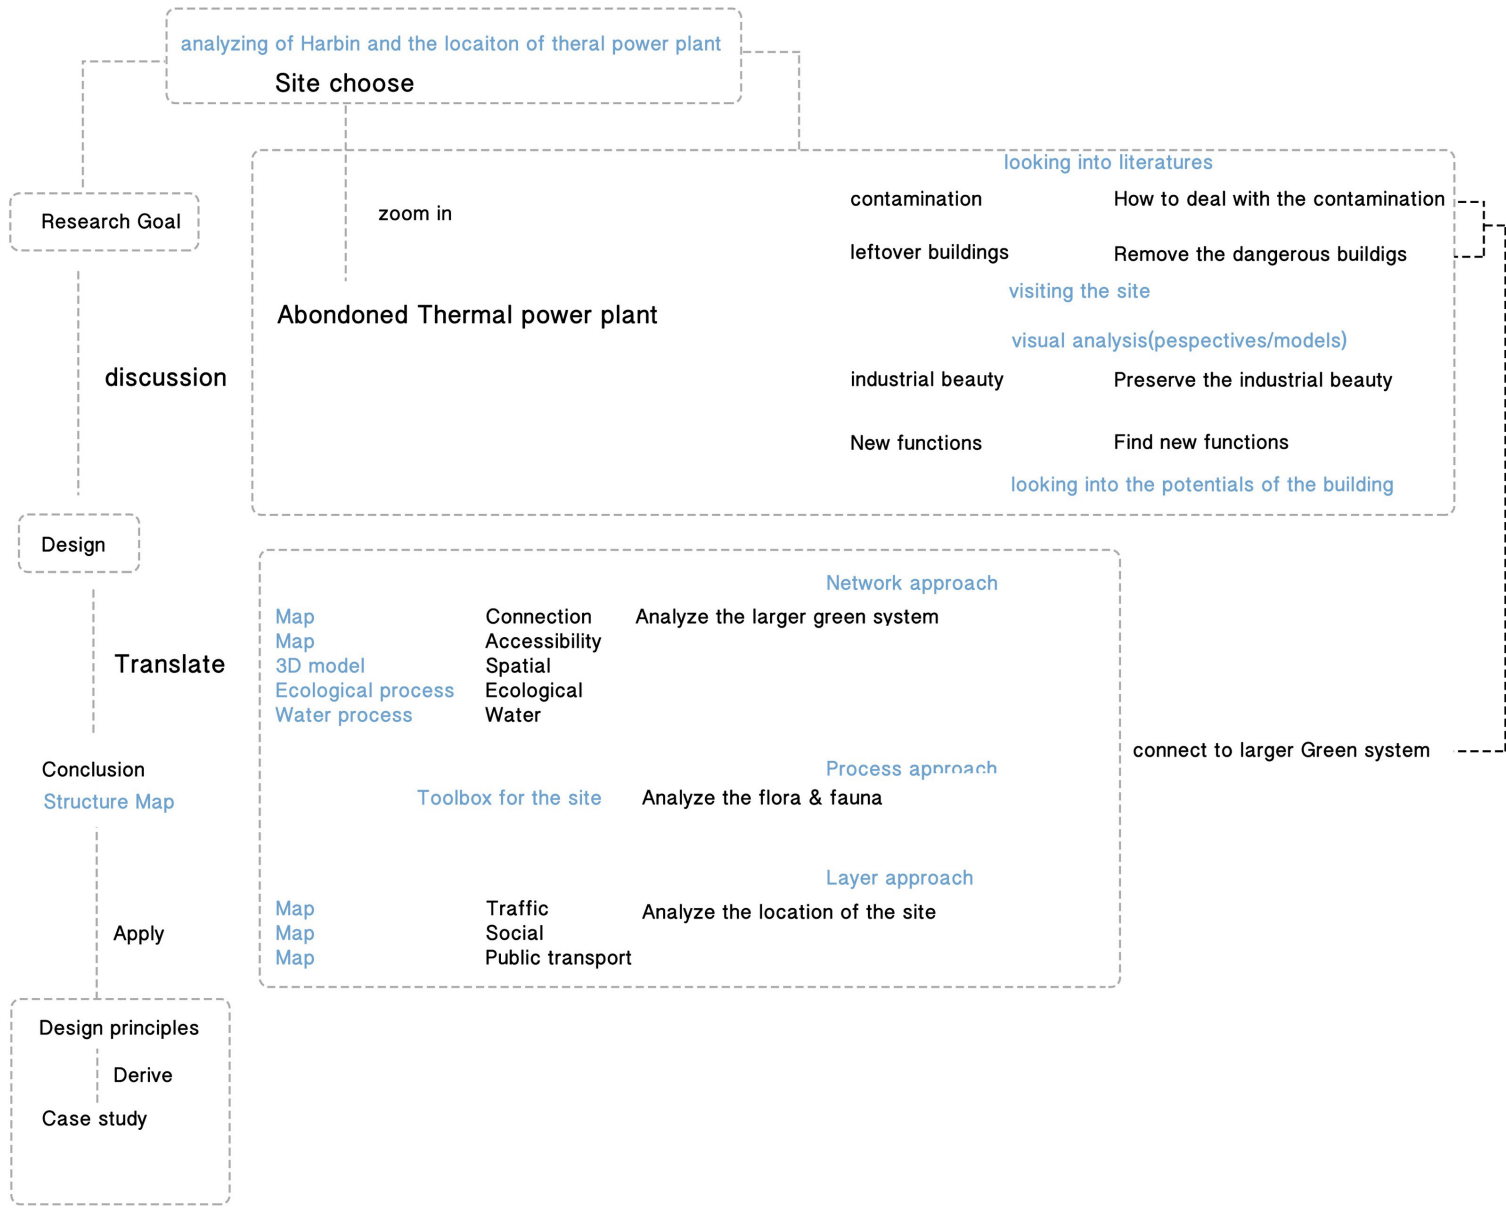 analyzing of Harbin and the locaiton of theral power plant
Site choose
looking into literatures
contamination How to deal with the contamination
Research Goal
zoom in
leftover buildings Remove the dangerous buildigs
visiting the site
Abondoned Thermal power plant
visual analysis(pespectives/models)
discussion
industrial beauty Preserve the industrial beauty
New functions Find new functions
looking into the potentials of the building
Design
Network approach
Map Connection Analyze the larger green system
Map Accessibility
Translate
3D model Spatial
Ecological process Ecological
Water process Water
connect to larger Green system
Conclusion
Process approach
Structure Map
Toolbox for the site Analyze the flora & fauna
Layer approach
Map Traffic Analyze the location of the site
Apply
Map Social
Map Public transport
Design principles
Derive
Case study